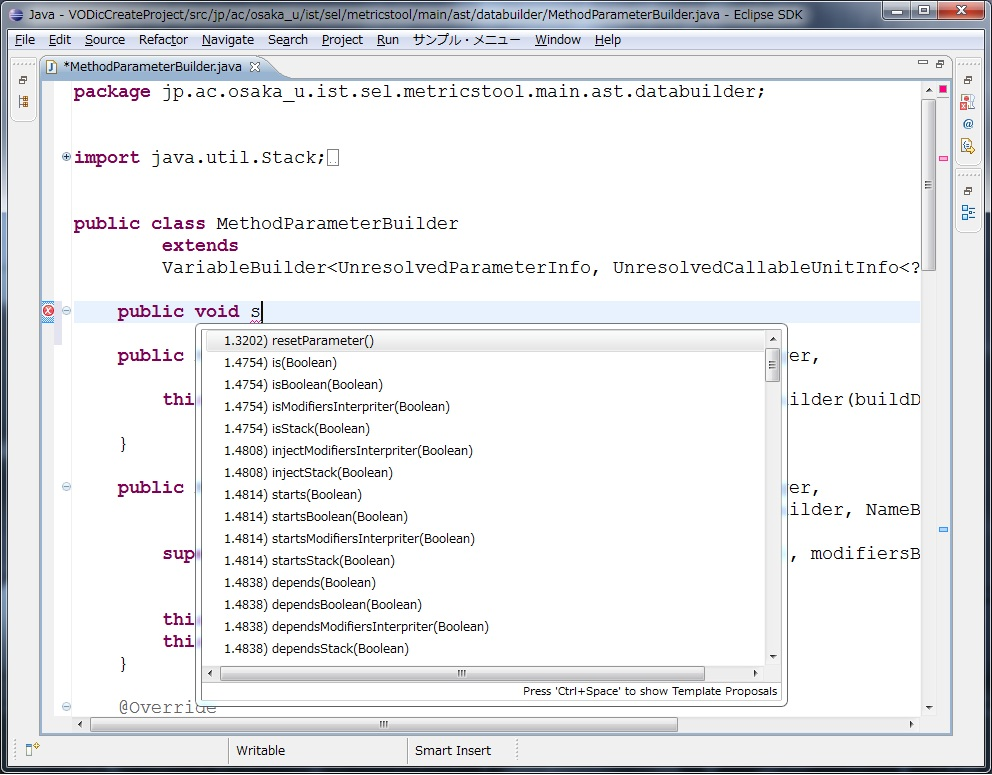 Java - VODicCreateProject/src/jp/ac/osaka_u/ist/sel/metricstool/main/ast/databuilder/MethodParameterBuilder.java - Eclipse SDK
File Edit Source Refactor Navigate Search Project Run サンプル・メニュー Window Help
*MethodParameterBuilder.java
package jp.ac.osaka_u.ist.sel.metricstool.main.ast.databuilder;
import java.util.Stack;
public class MethodParameterBuilder
extends
VariableBuilder<UnresolvedParameterInfo, UnresolvedCallableUnitInfo<?
public void s
1.3202) resetParameter()
1.4754) is(Boolean)
1.4754) isBoolean(Boolean)
1.4754) isModifiersInterpriter(Boolean)
1.4754) isStack(Boolean)
1.4808) injectModifiersInterpriter(Boolean)
1.4808) injectStack(Boolean)
1.4814) starts(Boolean)
1.4814) startsBoolean(Boolean)
1.4814) startsModifiersInterpriter(Boolean)
1.4814) startsStack(Boolean)
1.4838) depends(Boolean)
1.4838) dependsBoolean(Boolean)
1.4838) dependsModifiersInterpriter(Boolean)
1.4838) dependsStack(Boolean)
Press 'Ctrl+Space' to show Template Proposals
public er,
thi ilder(buildD
}
public er,
ilder, NameB
sup , modifiersB
thi
thi
}
@Override
Writable Smart Insert